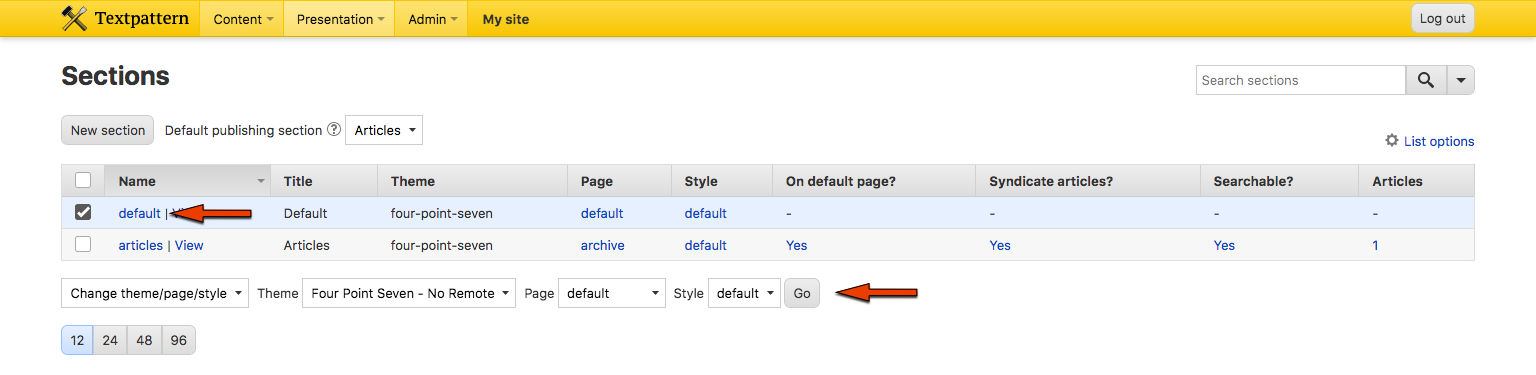 Textpattern Content Presentation Admin My site Log out
Sections
Search sections
New section Default publishing section ? Articles
List options
Name Title Theme Page Style On default page? Syndicate articles? Searchable? Articles
default | Default four-point-seven default default - - - -
articles | View Articles four-point-seven archive default Yes Yes Yes 1
Change theme/page/style Theme Four Point Seven - No Remote Page default Style default Go
12 24 48 96